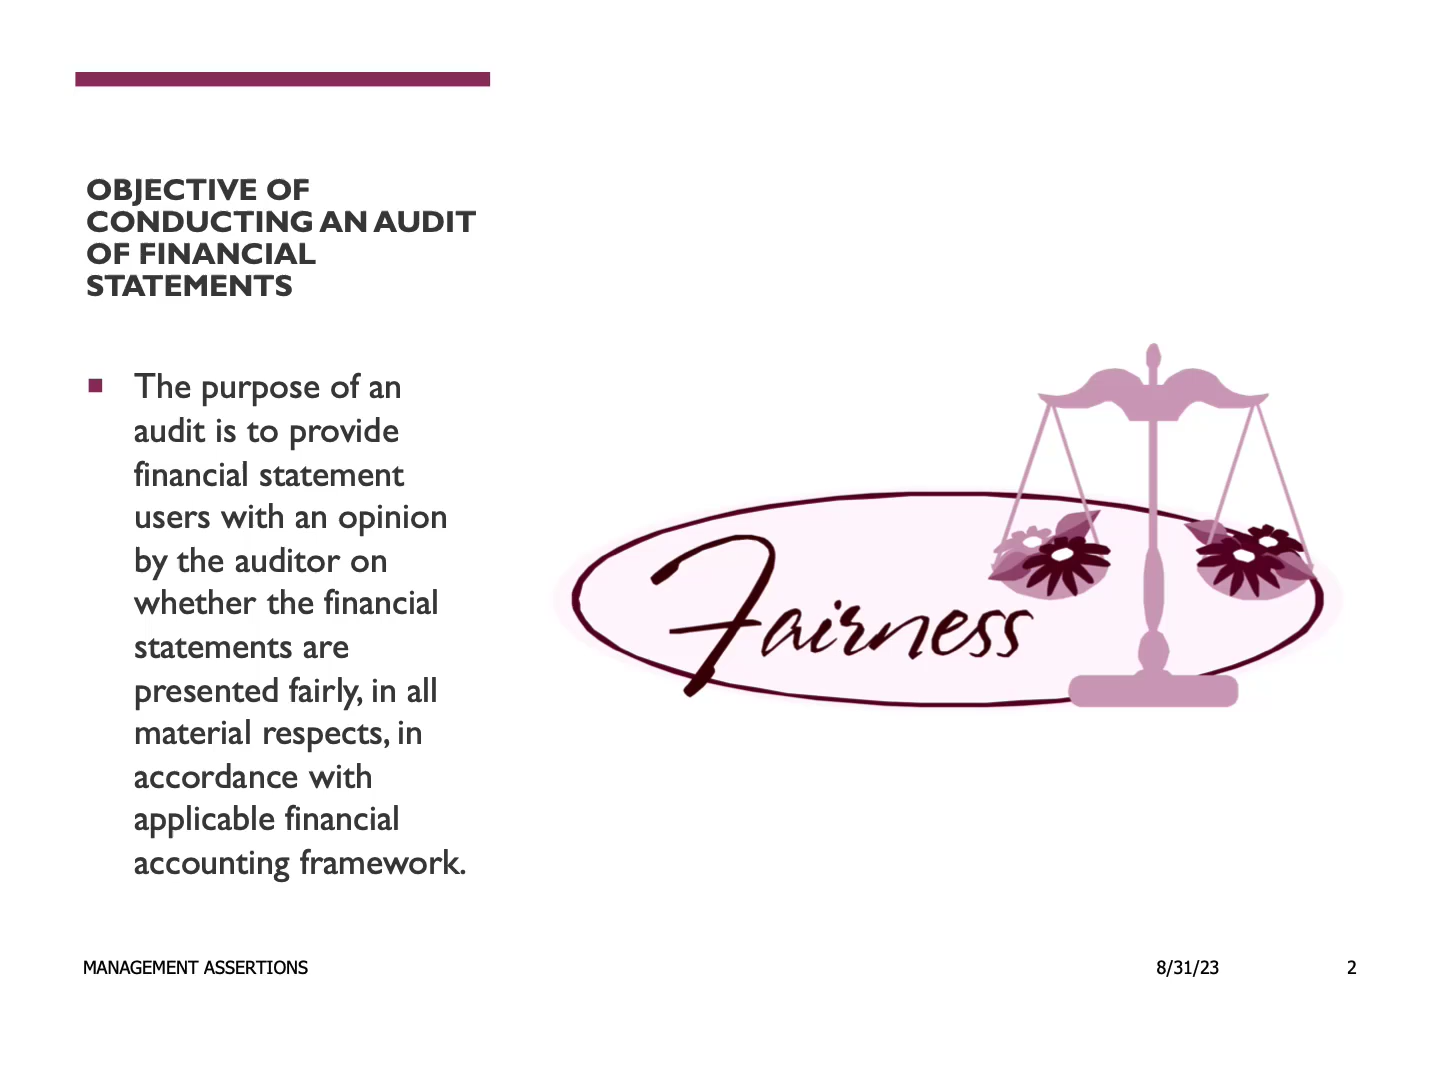 OBJECTIVE OF
CONDUCTING AN AUDIT
OF FINANCIAL
STATEMENTS
The purpose of an
audit is to provide
financial statement
users with an opinion
by the auditor on
whether the financial
statements are
presented fairly, in all
material respects, in
accordance with
applicable financial
accounting framework.
Fairness
MANAGEMENT ASSERTIONS
8/31/23
2